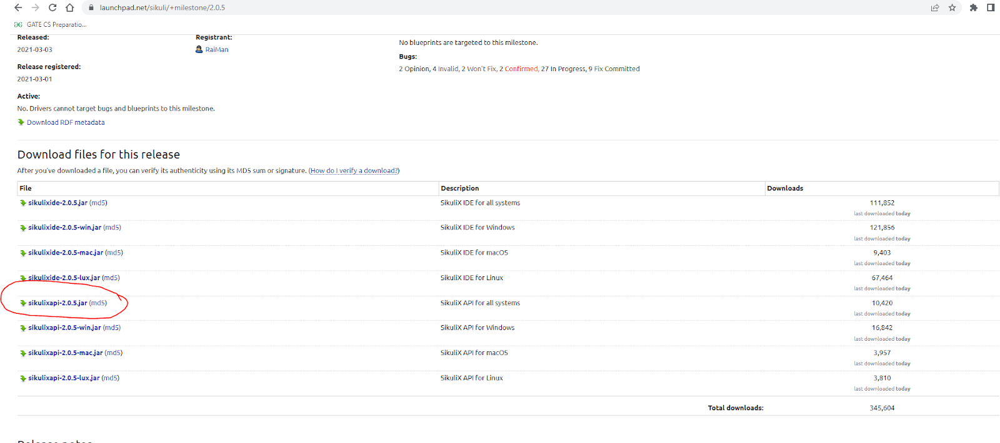 launchpad.net/sikuli/+milestone/2.0.5
GATE CS Preparatio...
Released:
2021-03-03
Registrant:
RaiMan
Release registered:
2021-03-01
Active:
No. Drivers cannot target bugs and blueprints to this milestone.
Download RDF metadata
No blueprints are targeted to this milestone.
Bugs:
2 Opinion, 4 Invalid, 2 Won't Fix, 2 Confirmed, 27 In Progress, 9 Fix Committed
Download files for this release
After you've downloaded a file, you can verify its authenticity using its MD5 sum or signature. (How do I verify a download?)
File Description Downloads
sikulixide-2.0.5.jar (md5) SikuliX IDE for all systems 111,852
last downloaded today
sikulixide-2.0.5-win.jar (md5) SikuliX IDE for Windows 121,856
last downloaded today
sikulixide-2.0.5-mac.jar (md5) SikuliX IDE for macOS 9,403
last downloaded today
sikulixide-2.0.5-lux.jar (md5) SikuliX IDE for Linux 67,464
last downloaded today
sikulixapi-2.0.5.jar (md5) SikuliX API for all systems 10,420
last downloaded today
sikulixapi-2.0.5-win.jar (md5) SikuliX API for Windows 16,842
last downloaded today
sikulixapi-2.0.5-mac.jar (md5) SikuliX API for macOS 3,957
last downloaded today
sikulixapi-2.0.5-lux.jar (md5) SikuliX API for Linux 3,810
last downloaded today
Total downloads: 345,604
Release notes